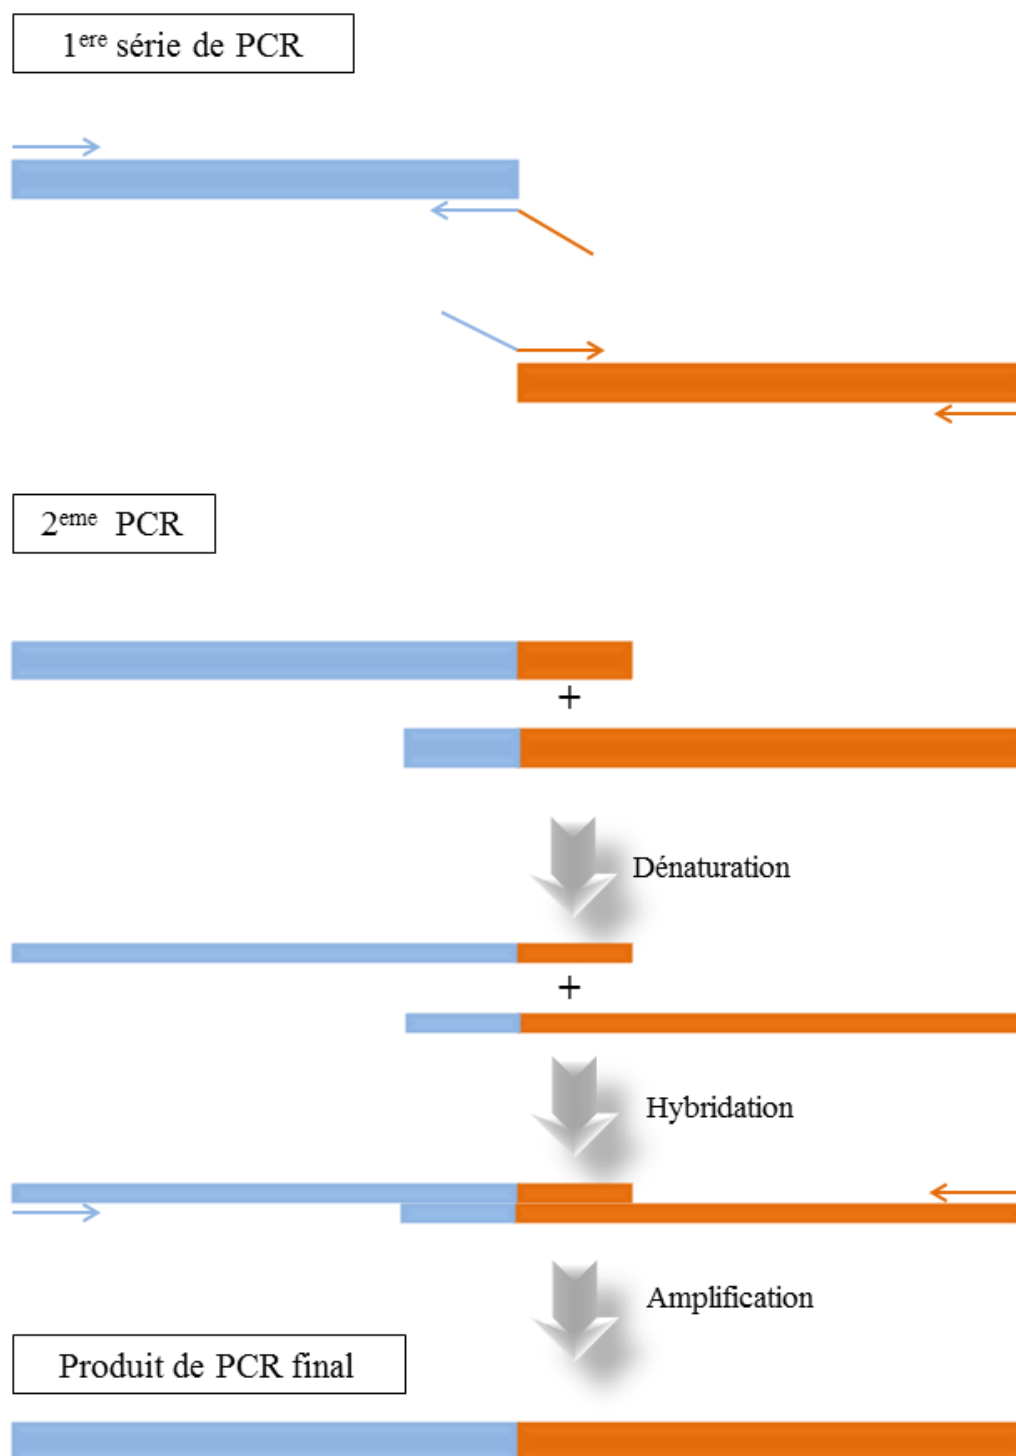 1ere série de PCR
2eme PCR
+
Dénaturation
+
Hybridation
Amplification
Produit de PCR final